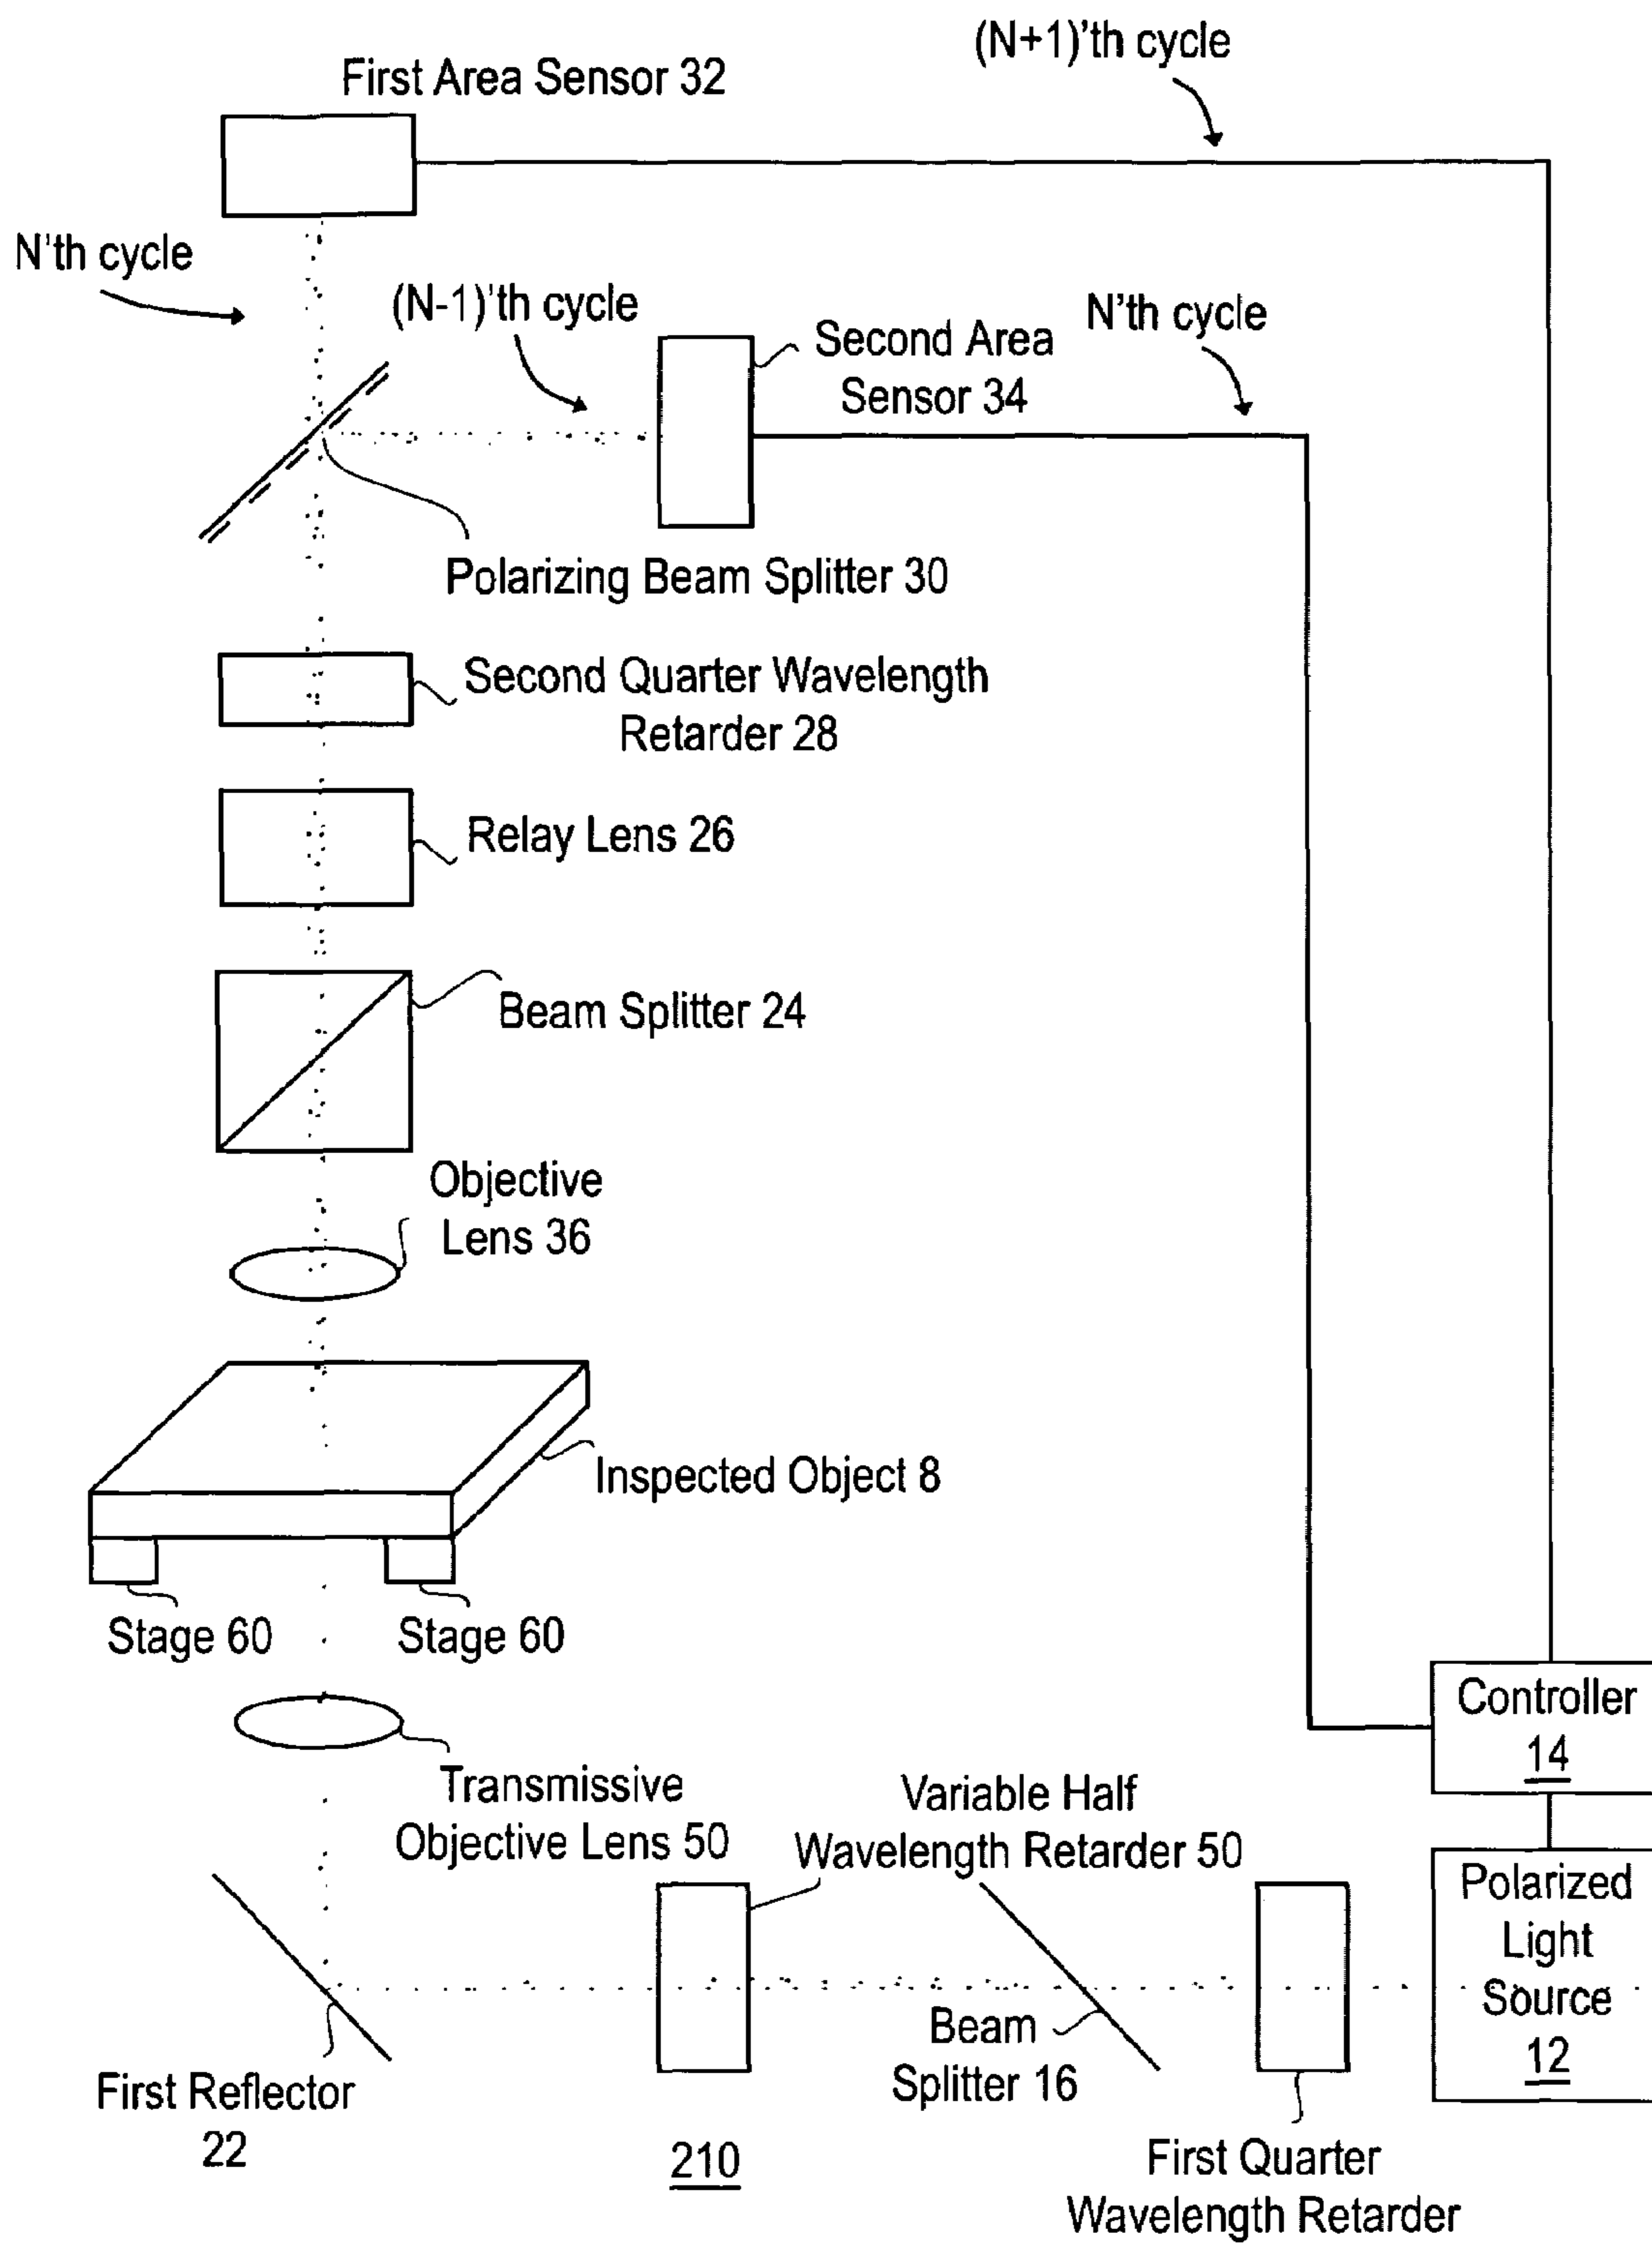 (N+1)'th cycle
First Area Sensor 32
N'th cycle
(N-1)'th cycle
N'th cycle
Second Area
Sensor 34
Polarizing Beam Splitter 30
Second Quarter Wavelength
Retarder 28
Relay Lens 26
Beam Splitter 24
Objective
Lens 36
Inspected Object 8
Stage 60
Stage 60
Controller
14
Transmissive
Objective Lens 50
Variable Half
Wavelength Retarder 50
Polarized
Light
Source
12
Beam
Splitter 16
First Reflector
22
210
First Quarter
Wavelength Retarder